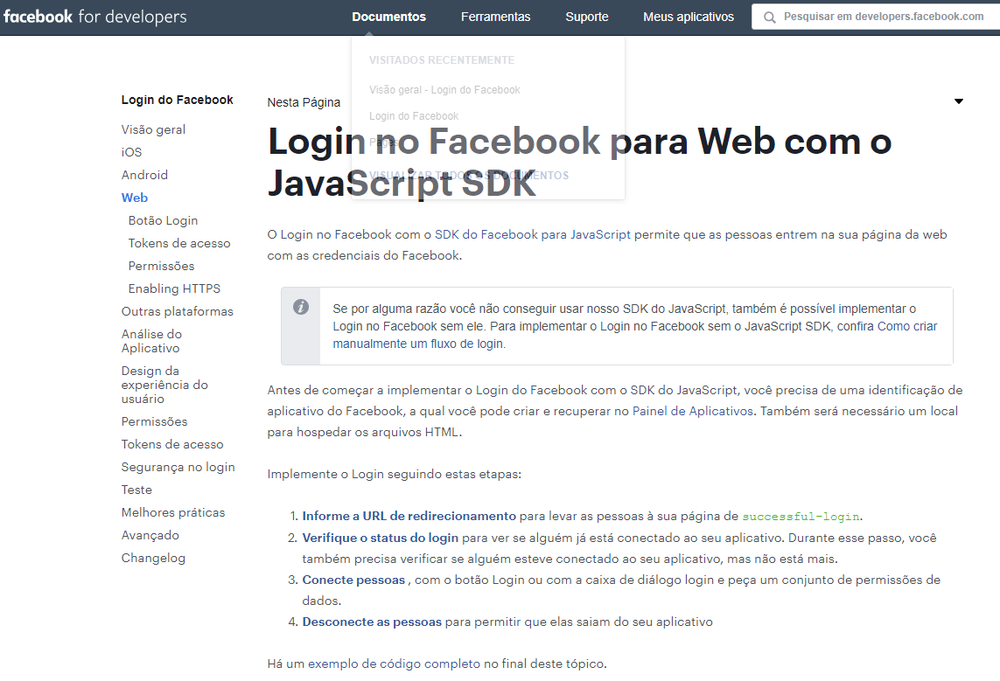 facebook for developers
Documentos
Ferramentas
Suporte
Meus aplicativos
Pesquisar em developers.facebook.com
VISITADOS RECENTEMENTE
Visão geral - Login do Facebook
Login do Facebook
Pages
VISUALIZAR TODOS OS DOCUMENTOS
Login do Facebook
Visão geral
iOS
Android
Web
Botão Login
Tokens de acesso
Permissões
Enabling HTTPS
Outras plataformas
Análise do
Aplicativo
Design da
experiência do
usuário
Permissões
Tokens de acesso
Segurança no login
Teste
Melhores práticas
Avançado
Changelog
Nesta Página
Login no Facebook para Web com o
JavaScript SDK
O Login no Facebook com o SDK do Facebook para JavaScript permite que as pessoas entrem na sua página da web
com as credenciais do Facebook.
Se por alguma razão você não conseguir usar nosso SDK do JavaScript, também é possível implementar o
Login no Facebook sem ele. Para implementar o Login no Facebook sem o JavaScript SDK, confira Como criar
manualmente um fluxo de login.
Antes de começar a implementar o Login do Facebook com o SDK do JavaScript, você precisa de uma identificação de
aplicativo do Facebook, a qual você pode criar e recuperar no Painel de Aplicativos. Também será necessário um local
para hospedar os arquivos HTML.
Implemente o Login seguindo estas etapas:
1. Informe a URL de redirecionamento para levar as pessoas à sua página de successful-login.
2. Verifique o status do login para ver se alguém já está conectado ao seu aplicativo. Durante esse passo, você
também precisa verificar se alguém esteve conectado ao seu aplicativo, mas não está mais.
3. Conecte pessoas , com o botão Login ou com a caixa de diálogo login e peça um conjunto de permissões de
dados.
4. Desconecte as pessoas para permitir que elas saiam do seu aplicativo
Há um exemplo de código completo no final deste tópico.